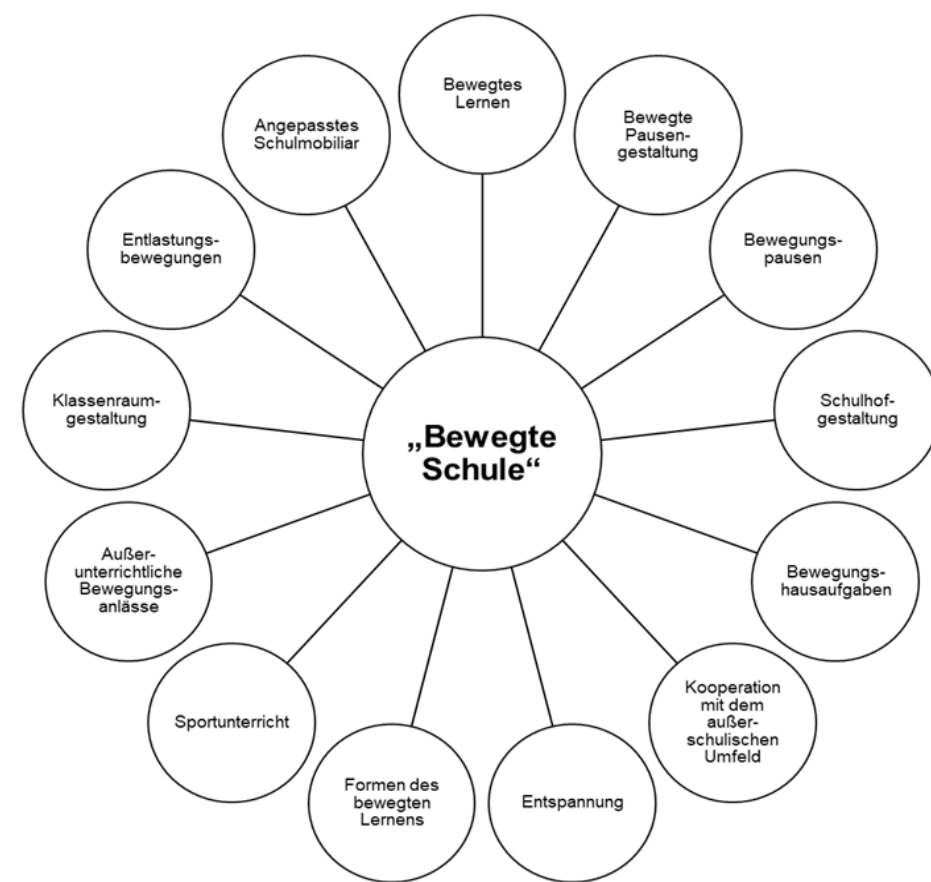 Bewegtes
Lernen
Bewegte
Pausen-
gestaltung
Bewegungs-
pausen
Schulhof-
gestaltung
Bewegungs-
hausaufgaben
Kooperation
mit dem
außer-
schulischen
Umfeld
Entspannung
Formen des
bewegten
Lernens
Sportunterricht
Außer-
unterrichtliche
Bewegungs-
anlässe
Klassenraum-
gestaltung
Entlastungs-
bewegungen
Angepasstes
Schulmobiliar
„Bewegte
Schule“